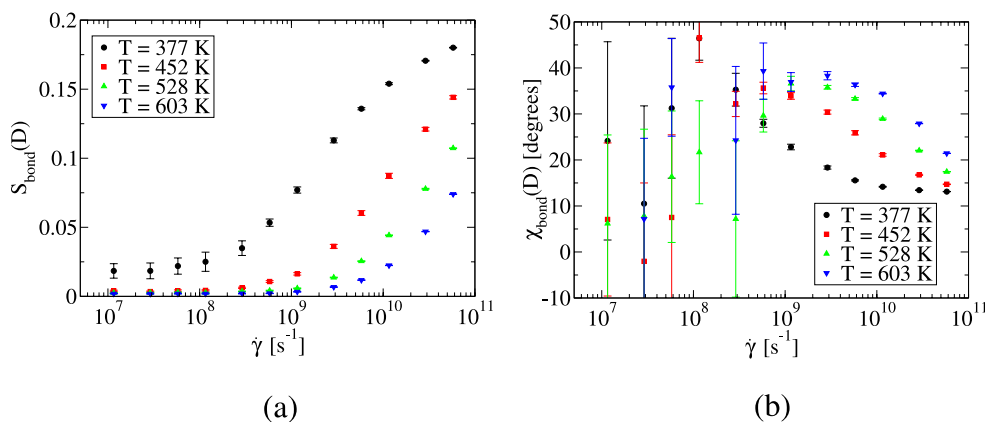 0.2
0.15
0.1
0.05
0
S_bond(D)
T = 377 K
T = 452 K
T = 528 K
T = 603 K
10^7
10^8
10^9
10^10
10^11
γ̇ [s^-1]
(a)
50
40
30
20
10
0
-10
χ_bond(D) [degrees]
T = 377 K
T = 452 K
T = 528 K
T = 603 K
10^7
10^8
10^9
10^10
10^11
γ̇ [s^-1]
(b)